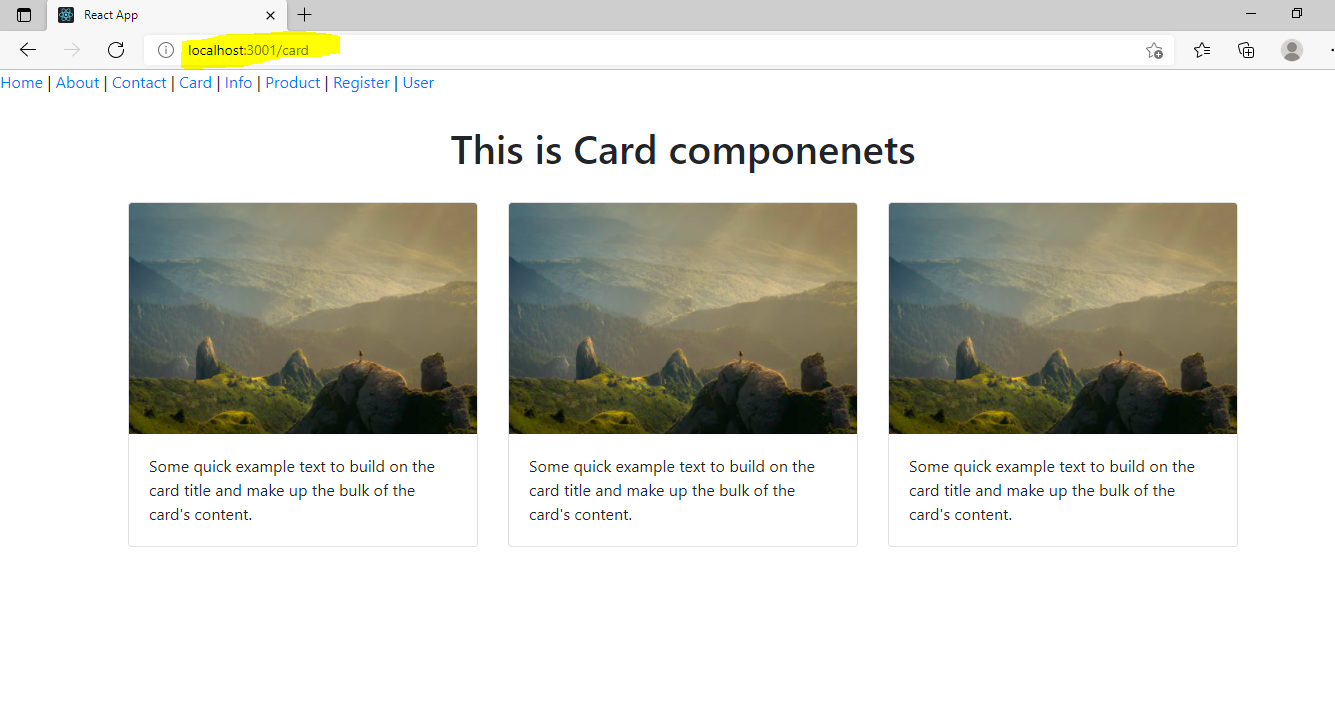 React App
localhost:3001/card
Home | About | Contact | Card | Info | Product | Register | User
This is Card componenets
Some quick example text to build on the
card title and make up the bulk of the
card's content.
Some quick example text to build on the
card title and make up the bulk of the
card's content.
Some quick example text to build on the
card title and make up the bulk of the
card's content.